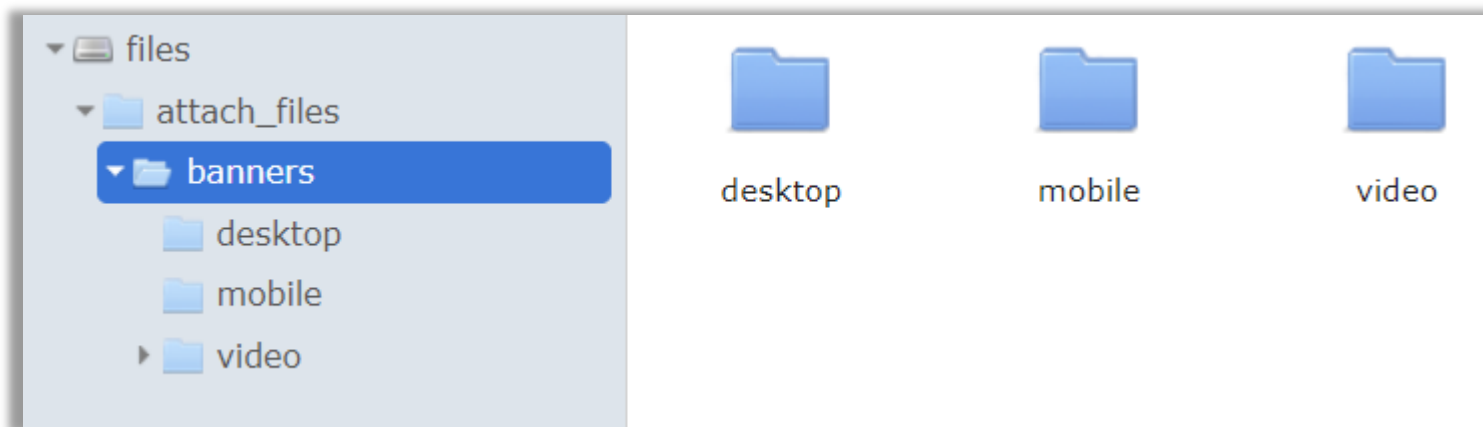 files
attach_files
banners
desktop
mobile
video
desktop
mobile
video